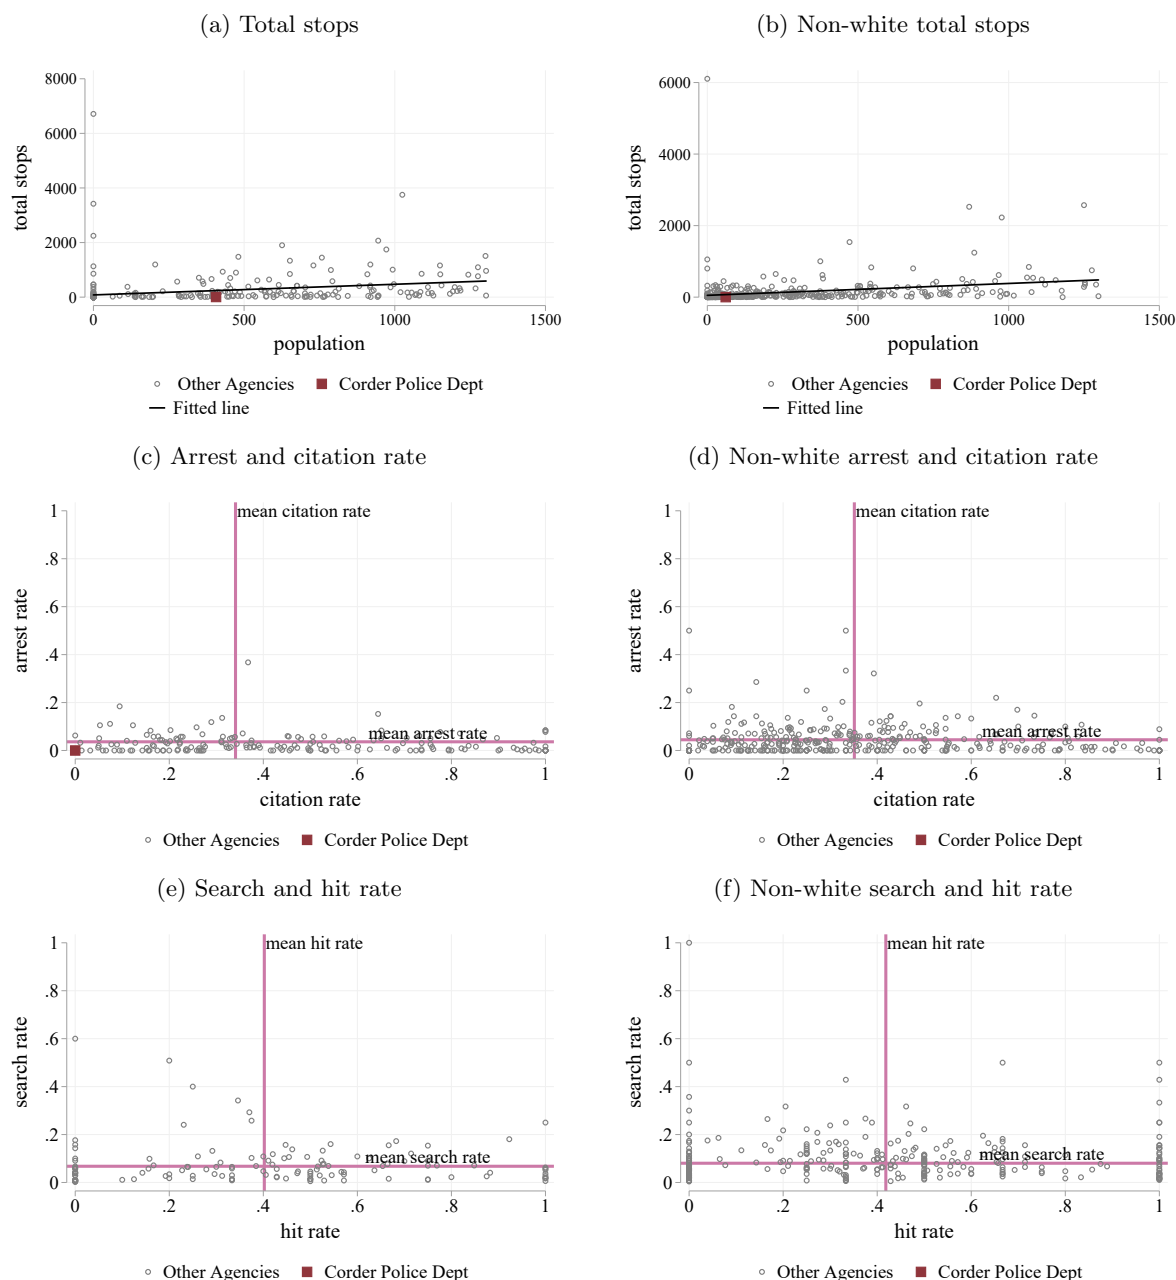 (a) Total stops
(b) Non-white total stops
total stops
8000
6000
4000
2000
0
0 500 1000 1500
population
Other Agencies Corder Police Dept
Fitted line
total stops
6000
4000
2000
0
0 500 1000 1500
population
Other Agencies Corder Police Dept
Fitted line
(c) Arrest and citation rate
(d) Non-white arrest and citation rate
arrest rate
1
.8
.6
.4
.2
0
mean citation rate
mean arrest rate
0 .2 .4 .6 .8 1
citation rate
Other Agencies Corder Police Dept
arrest rate
1
.8
.6
.4
.2
0
mean citation rate
mean arrest rate
0 .2 .4 .6 .8 1
citation rate
Other Agencies Corder Police Dept
(e) Search and hit rate
(f) Non-white search and hit rate
search rate
1
.8
.6
.4
.2
0
mean hit rate
mean search rate
0 .2 .4 .6 .8 1
hit rate
Other Agencies Corder Police Dept
search rate
1
.8
.6
.4
.2
0
mean hit rate
mean search rate
0 .2 .4 .6 .8 1
hit rate
Other Agencies Corder Police Dept